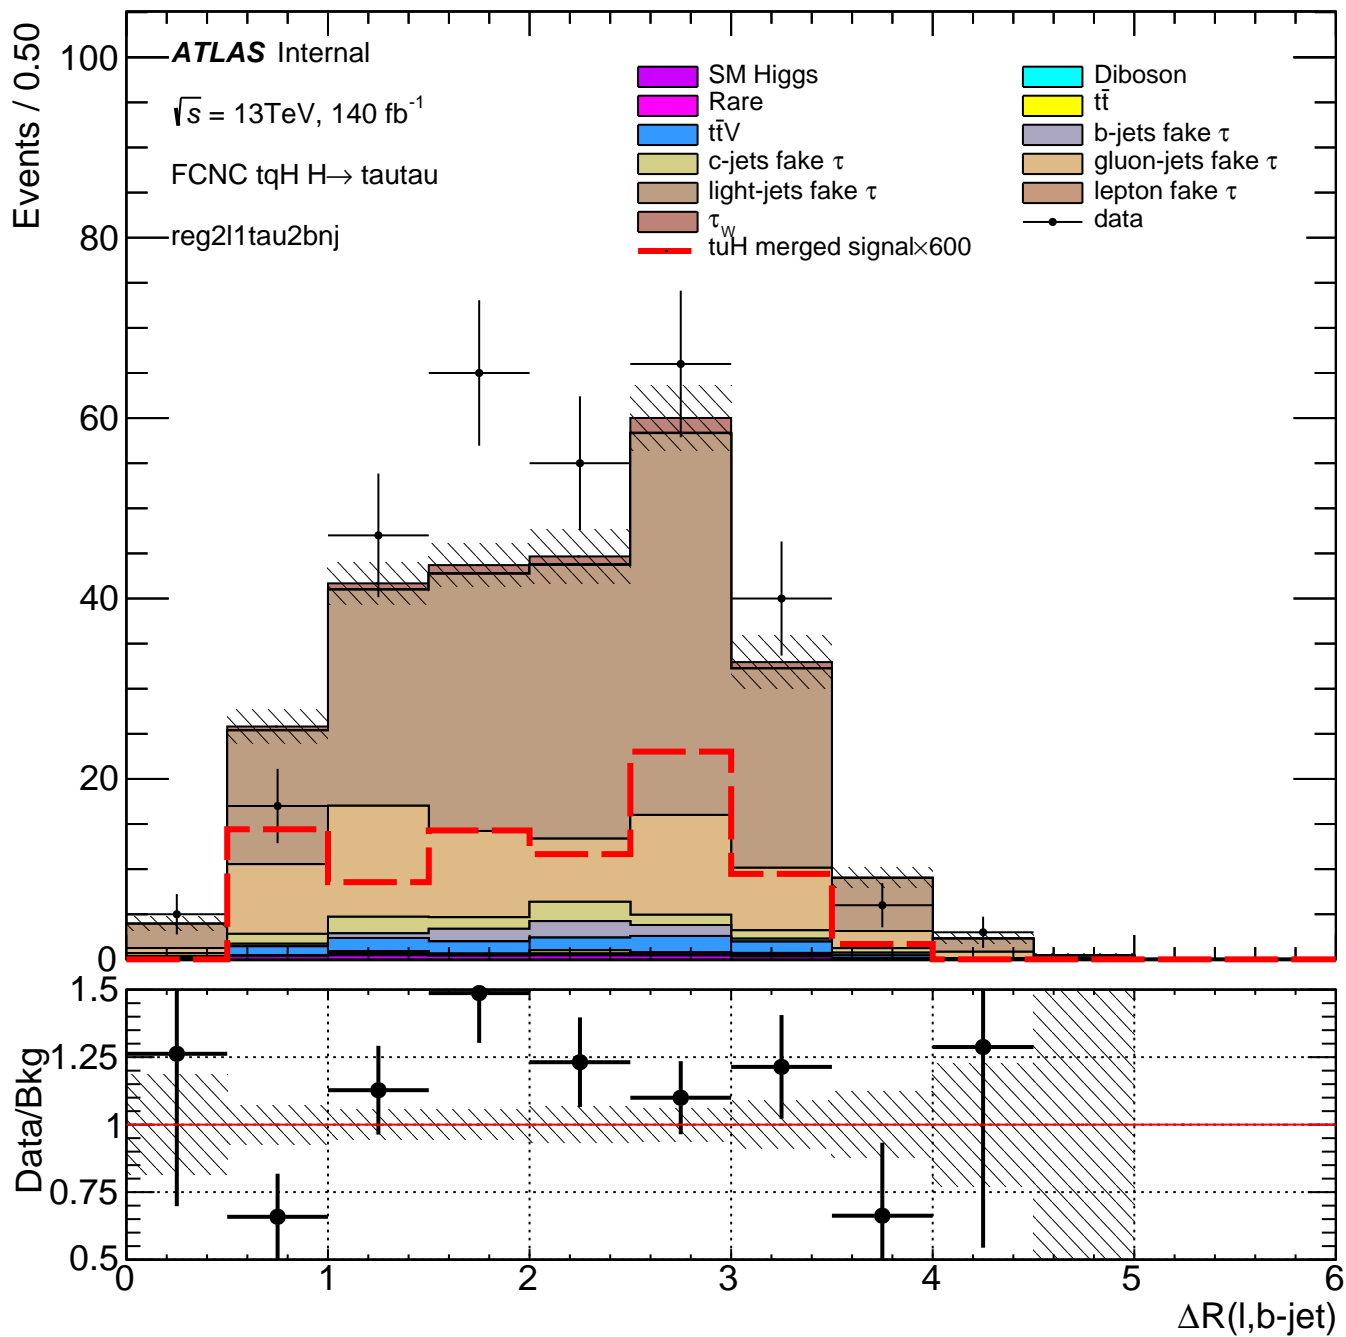 Events / 0.50
100
80
60
40
20
0
ATLAS Internal
√s = 13TeV, 140 fb⁻¹
FCNC tqH H→ tautau
reg2l1tau2bnj
SM Higgs
Rare
tt̄V
c-jets fake τ
light-jets fake τ
τ_W
tuH merged signal×600
Diboson
tt̄
b-jets fake τ
gluon-jets fake τ
lepton fake τ
data
Data/Bkg
1.5
1.25
1
0.75
0.5
0 1 2 3 4 5 6
ΔR(l,b-jet)